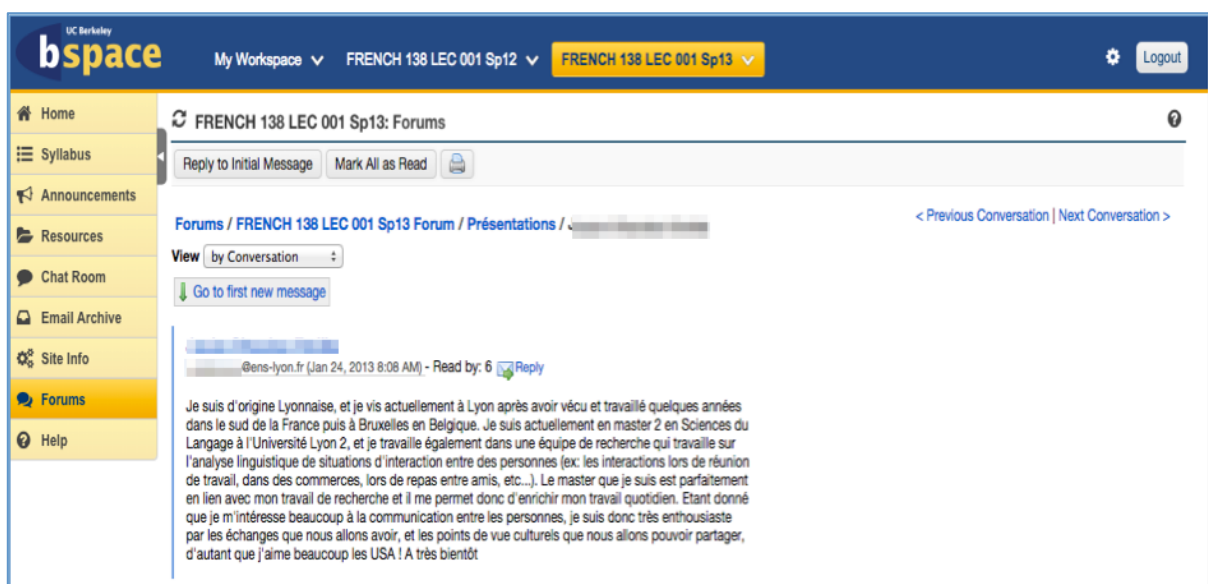 UC Berkeley
bspace
My Workspace FRENCH 138 LEC 001 Sp12 FRENCH 138 LEC 001 Sp13 Logout
Home
Syllabus
Announcements
Resources
Chat Room
Email Archive
Site Info
Forums
Help
FRENCH 138 LEC 001 Sp13: Forums
Reply to Initial Message Mark All as Read
Forums / FRENCH 138 LEC 001 Sp13 Forum / Présentations /
< Previous Conversation | Next Conversation >
View by Conversation
Go to first new message
@ens-lyon.fr (Jan 24, 2013 8:08 AM) - Read by: 6 Reply
Je suis d'origine Lyonnaise, et je vis actuellement à Lyon après avoir vécu et travaillé quelques années
dans le sud de la France puis à Bruxelles en Belgique. Je suis actuellement en master 2 en Sciences du
Langage à l'Université Lyon 2, et je travaille également dans une équipe de recherche qui travaille sur
l'analyse linguistique de situations d'interaction entre des personnes (ex: les interactions lors de réunion
de travail, dans des commerces, lors de repas entre amis, etc...). Le master que je suis est parfaitement
en lien avec mon travail de recherche et il me permet donc d'enrichir mon travail quotidien. Etant donné
que je m'intéresse beaucoup à la communication entre les personnes, je suis donc très enthousiaste
par les échanges que nous allons avoir, et les points de vue culturels que nous allons pouvoir partager,
d'autant que j'aime beaucoup les USA ! A très bientôt